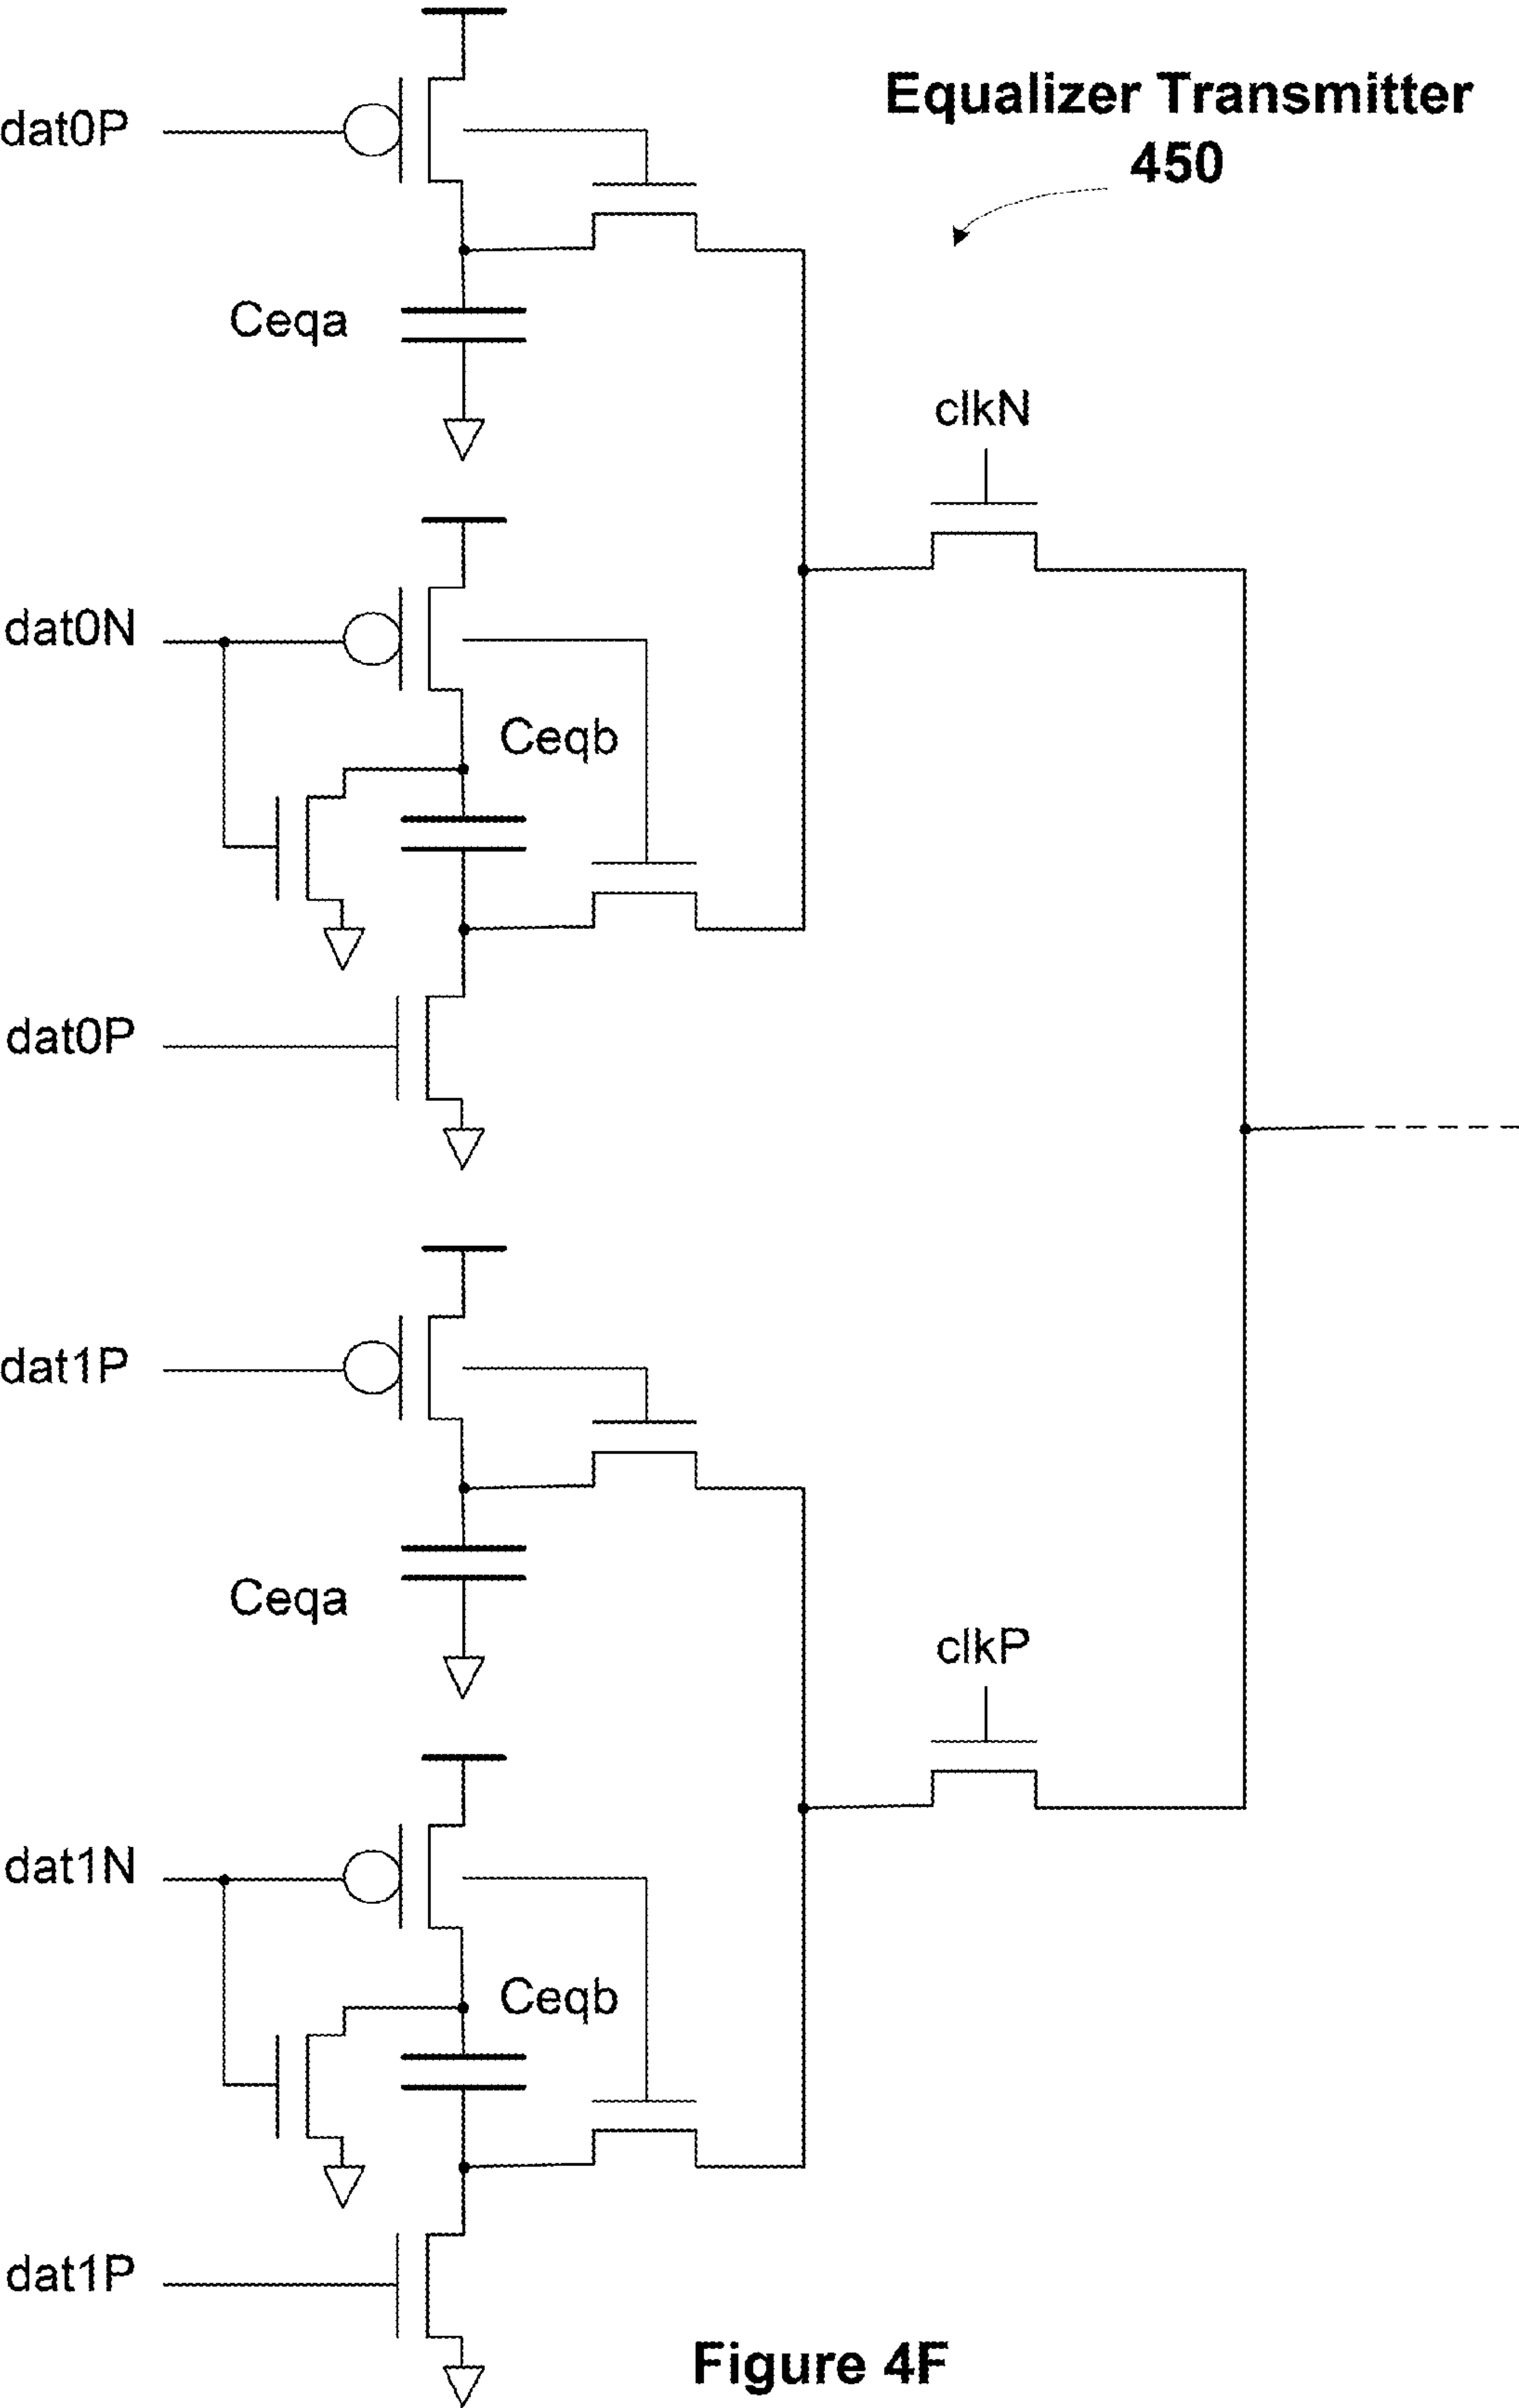 Equalizer Transmitter
450
dat0P
Ceqa
clkN
dat0N
Ceqb
dat0P
dat1P
Ceqa
clkP
dat1N
Ceqb
dat1P
Figure 4F